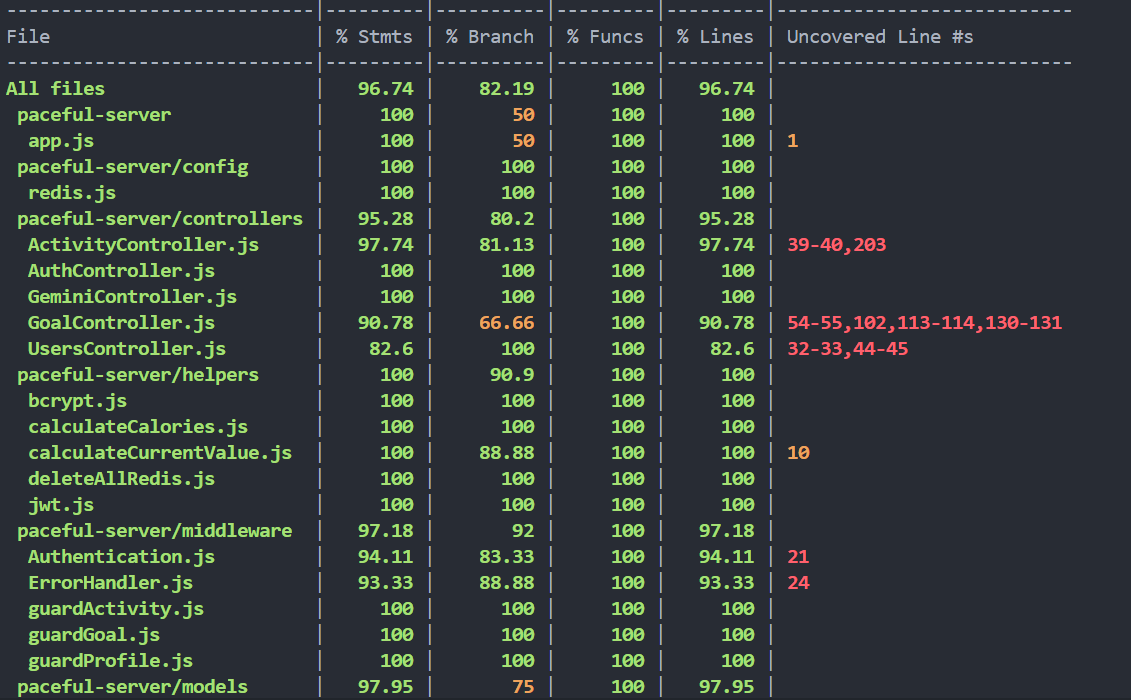 ----------------------------|---------|----------|---------|---------|---------------------------
File                        | % Stmts | % Branch | % Funcs | % Lines | Uncovered Line #s
----------------------------|---------|----------|---------|---------|---------------------------
All files                   |   96.74 |    82.19 |     100 |   96.74 |
 paceful-server             |     100 |       50 |     100 |     100 |
  app.js                    |     100 |       50 |     100 |     100 | 1
 paceful-server/config      |     100 |      100 |     100 |     100 |
  redis.js                  |     100 |      100 |     100 |     100 |
 paceful-server/controllers |   95.28 |     80.2 |     100 |   95.28 |
  ActivityController.js     |   97.74 |    81.13 |     100 |   97.74 | 39-40,203
  AuthController.js         |     100 |      100 |     100 |     100 |
  GeminiController.js       |     100 |      100 |     100 |     100 |
  GoalController.js         |   90.78 |    66.66 |     100 |   90.78 | 54-55,102,113-114,130-131
  UsersController.js        |    82.6 |      100 |     100 |    82.6 | 32-33,44-45
 paceful-server/helpers     |     100 |     90.9 |     100 |     100 |
  bcrypt.js                 |     100 |      100 |     100 |     100 |
  calculateCalories.js      |     100 |      100 |     100 |     100 |
  calculateCurrentValue.js  |     100 |    88.88 |     100 |     100 | 10
  deleteAllRedis.js         |     100 |      100 |     100 |     100 |
  jwt.js                    |     100 |      100 |     100 |     100 |
 paceful-server/middleware  |   97.18 |       92 |     100 |   97.18 |
  Authentication.js         |   94.11 |    83.33 |     100 |   94.11 | 21
  ErrorHandler.js           |   93.33 |    88.88 |     100 |   93.33 | 24
  guardActivity.js          |     100 |      100 |     100 |     100 |
  guardGoal.js              |     100 |      100 |     100 |     100 |
  guardProfile.js           |     100 |      100 |     100 |     100 |
 paceful-server/models      |   97.95 |       75 |     100 |   97.95 |